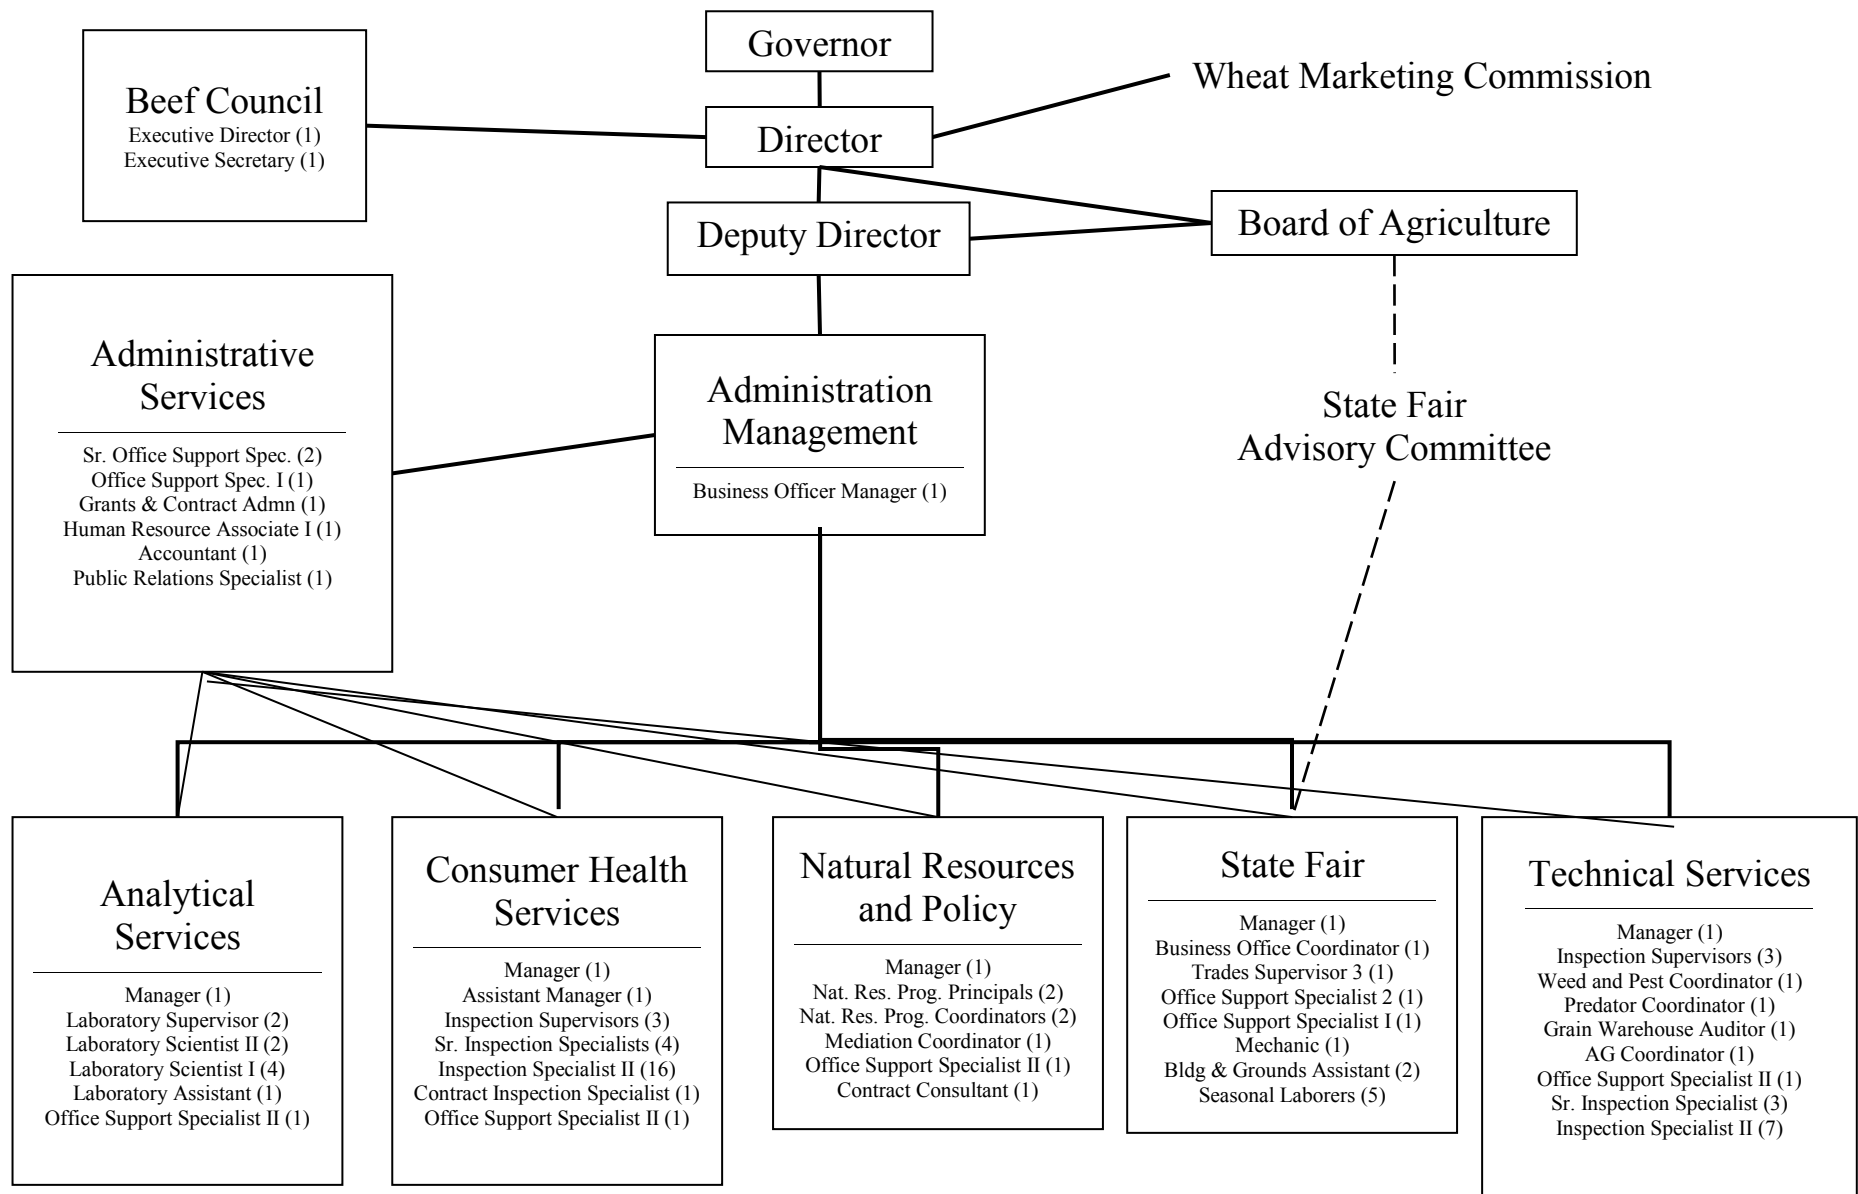 Governor
Beef Council
Executive Director (1)
Executive Secretary (1)
Wheat Marketing Commission
Director
Deputy Director
Board of Agriculture
Administrative
Services
Sr. Office Support Spec. (2)
Office Support Spec. I (1)
Grants & Contract Admn (1)
Human Resource Associate I (1)
Accountant (1)
Public Relations Specialist (1)
Administration
Management
Business Officer Manager (1)
State Fair
Advisory Committee
Analytical
Services
Manager (1)
Laboratory Supervisor (2)
Laboratory Scientist II (2)
Laboratory Scientist I (4)
Laboratory Assistant (1)
Office Support Specialist II (1)
Consumer Health
Services
Manager (1)
Assistant Manager (1)
Inspection Supervisors (3)
Sr. Inspection Specialists (4)
Inspection Specialist II (16)
Contract Inspection Specialist (1)
Office Support Specialist II (1)
Natural Resources
and Policy
Manager (1)
Nat. Res. Prog. Principals (2)
Nat. Res. Prog. Coordinators (2)
Mediation Coordinator (1)
Office Support Specialist II (1)
Contract Consultant (1)
State Fair
Manager (1)
Business Office Coordinator (1)
Trades Supervisor 3 (1)
Office Support Specialist 2 (1)
Office Support Specialist I (1)
Mechanic (1)
Bldg & Grounds Assistant (2)
Seasonal Laborers (5)
Technical Services
Manager (1)
Inspection Supervisors (3)
Weed and Pest Coordinator (1)
Predator Coordinator (1)
Grain Warehouse Auditor (1)
AG Coordinator (1)
Office Support Specialist II (1)
Sr. Inspection Specialist (3)
Inspection Specialist II (7)